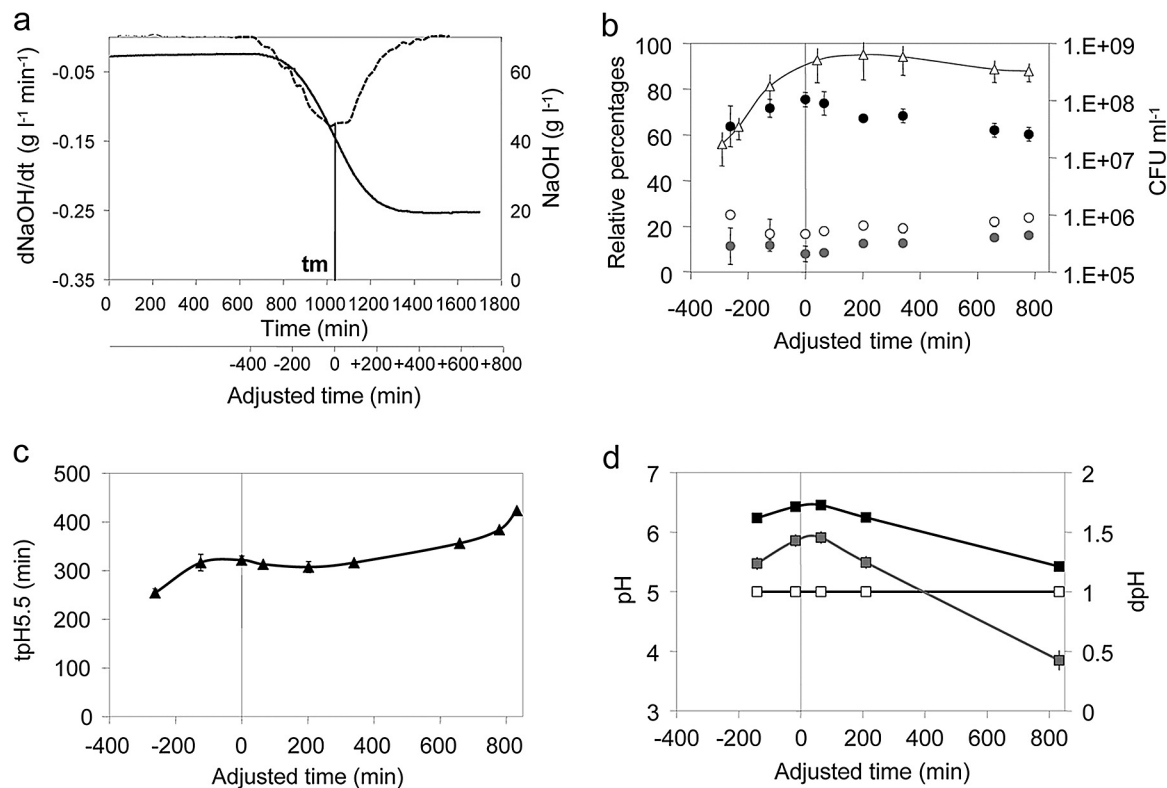 a
dNaOH/dt (g l-1 min-1)
-0.05
-0.15
-0.25
-0.35
60
40
20
0
NaOH (g l-1)
tm
0 200 400 600 800 1000 1200 1400 1600 1800
Time (min)
-400 -200 0 +200 +400 +600 +800
Adjusted time (min)
b
Relative percentages
100
80
60
40
20
0
1.E+09
1.E+08
1.E+07
1.E+06
1.E+05
CFU ml-1
-400 -200 0 200 400 600 800
Adjusted time (min)
c
tpH5.5 (min)
500
400
300
200
100
0
-400 -200 0 200 400 600 800
Adjusted time (min)
d
pH
7
6
5
4
3
2
1.5
1
0.5
0
dpH
-400 -200 0 200 400 600 800
Adjusted time (min)